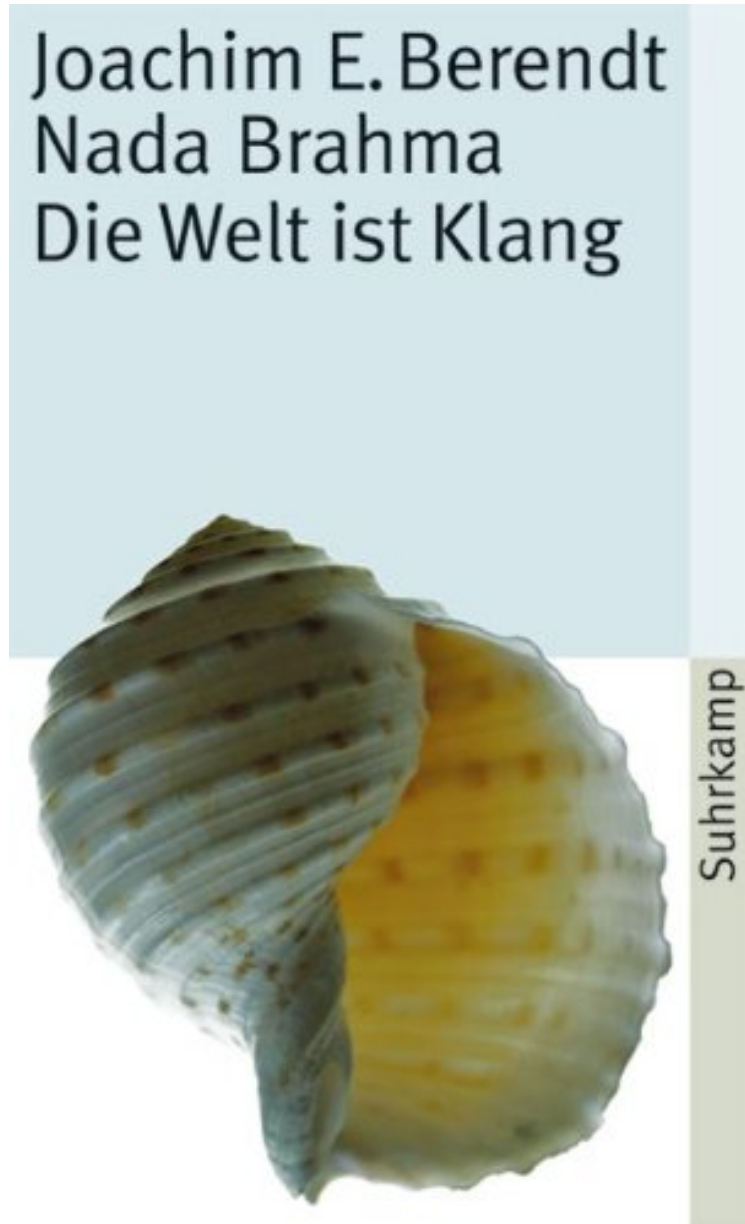 Joachim E. Berendt
Nada Brahma
Die Welt ist Klang
Suhrkamp